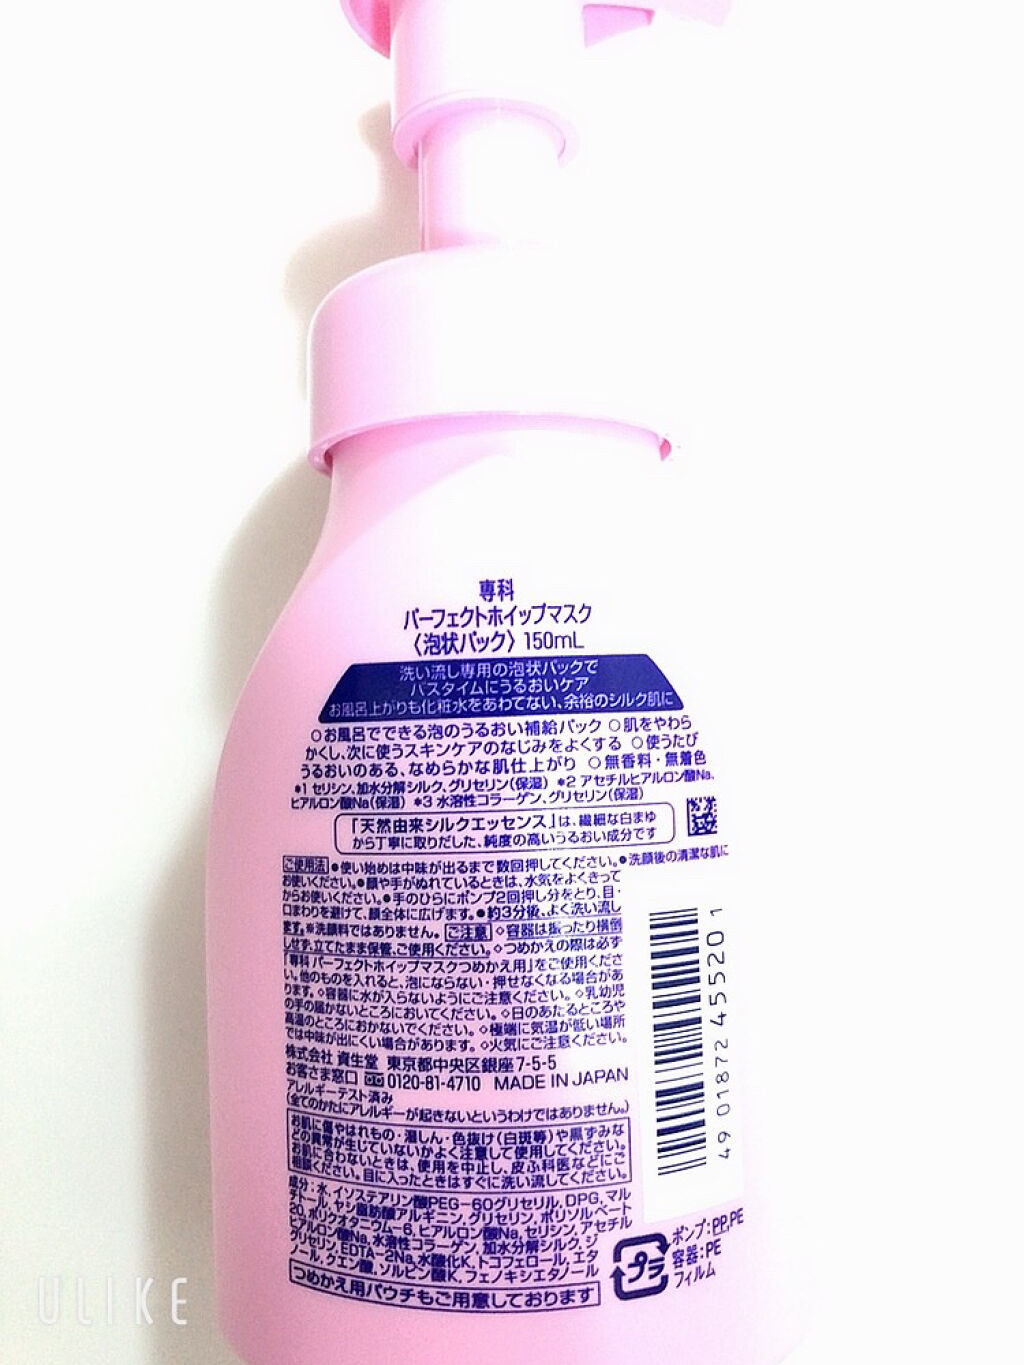 専科
パーフェクトホイップマスク
〈泡状パック〉150mL
洗い流し専用の泡状パックで
バスタイムにうるおいケア
お風呂上がりも化粧水をあわてない、余裕のシルク肌に
○お風呂でできる泡のうるおい補給パック ○肌をやわら
かくし、次に使うスキンケアのなじみをよくする ○使うたび
うるおいのある、なめらかな肌仕上がり ○無香料・無着色
*1 セリシン、加水分解シルク、グリセリン(保湿) *2 アセチルヒアルロン酸Na、
ヒアルロン酸Na(保湿) *3 水溶性コラーゲン、グリセリン(保湿)
「天然由来シルクエッセンス」は、繊細な白まゆ
から丁寧に取りだした、純度の高いうるおい成分です
ご使用法 ●使い始めは中味が出るまで数回押してください。●洗顔後の清潔な肌に
お使いください。●顔や手がぬれているときは、水気をよくきって
からお使いください。●手のひらにポンプ2回押し分をとり、目・
口まわりを避けて、顔全体に広げます。●約3分後、よく洗い流し
ます。※洗顔料ではありません。 ご注意 ◇容器は振ったり横倒
しせず、立てたまま保管、ご使用ください。◇つめかえの際は必ず
「専科 パーフェクトホイップマスクつめかえ用」をご使用くださ
い。他のものを入れると、泡にならない・押せなくなる場合があ
ります。◇容器に水が入らないようにご注意ください。◇乳幼児
の手の届かないところにおいてください。◇日のあたるところや
高温のところにおかないでください。◇極端に気温が低い場所
では中味が出にくい場合があります。◇火気にご注意ください。
株式会社 資生堂 東京都中央区銀座7-5-5
お客さま窓口 0120-81-4710 MADE IN JAPAN
アレルギーテスト済み
(全てのかたにアレルギーが起きないというわけではありません。)
お肌に傷やはれもの・湿しん・色抜け(白斑等)や黒ずみな
どの異常が生じていないかよく注意して使用してください。
お肌に合わないときは、使用を中止し、皮ふ科医などにご
相談ください。目に入ったときはすぐに洗い流してください。
成分:水、イソステアリン酸PEG-60グリセリル、DPG、マル
チトール、ヤシ脂肪酸アルギニン、グリセリン、ポリソルベート
20、ポリクオタニウム-6、ヒアルロン酸Na、セリシン、アセチル
ヒアルロン酸Na、水溶性コラーゲン、加水分解シルク、ジ
グリセリン、EDTA-2Na、水酸化K、トコフェロール、エタ
ノール、クエン酸、ソルビン酸K、フェノキシエタノール
つめかえ用パウチもご用意しております
4901872455201
プラ
ポンプ:PP,PE
容器:PE
フィルム
ULIKE